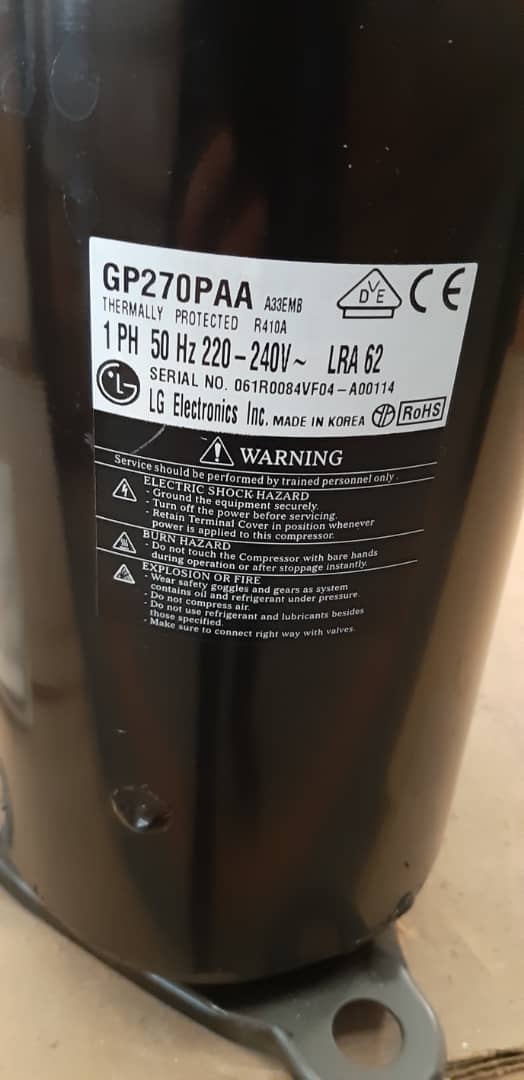 GP270PAA A33EMB
THERMALLY PROTECTED R410A
1 PH 50 Hz 220-240V~ LRA 62
SERIAL NO. 061R0084VF04-A00114
LG Electronics Inc. MADE IN KOREA RoHS
DVE CE
WARNING
Service should be performed by trained personnel only.
ELECTRIC SHOCK HAZARD
- Ground the equipment securely.
- Turn off the power before servicing.
- Retain Terminal Cover in position whenever
power is applied to this compressor.
BURN HAZARD
- Do not touch the Compressor with bare hands
during operation or after stoppage instantly.
EXPLOSION OR FIRE
- Wear safety goggles and gears as system
contains oil and refrigerant under pressure.
- Do not compress air.
- Do not use refrigerant and lubricants besides
those specified.
- Make sure to connect right way with valves.